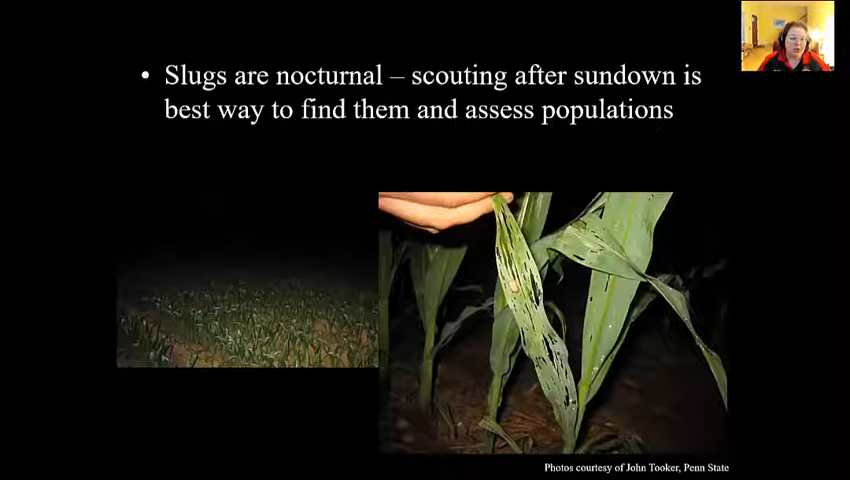 • Slugs are nocturnal – scouting after sundown is
best way to find them and assess populations
Photos courtesy of John Tooker, Penn State